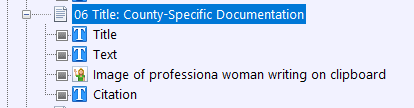 06 Title: County-Specific Documentation
Title
Text
Image of professiona woman writing on clipboard
Citation